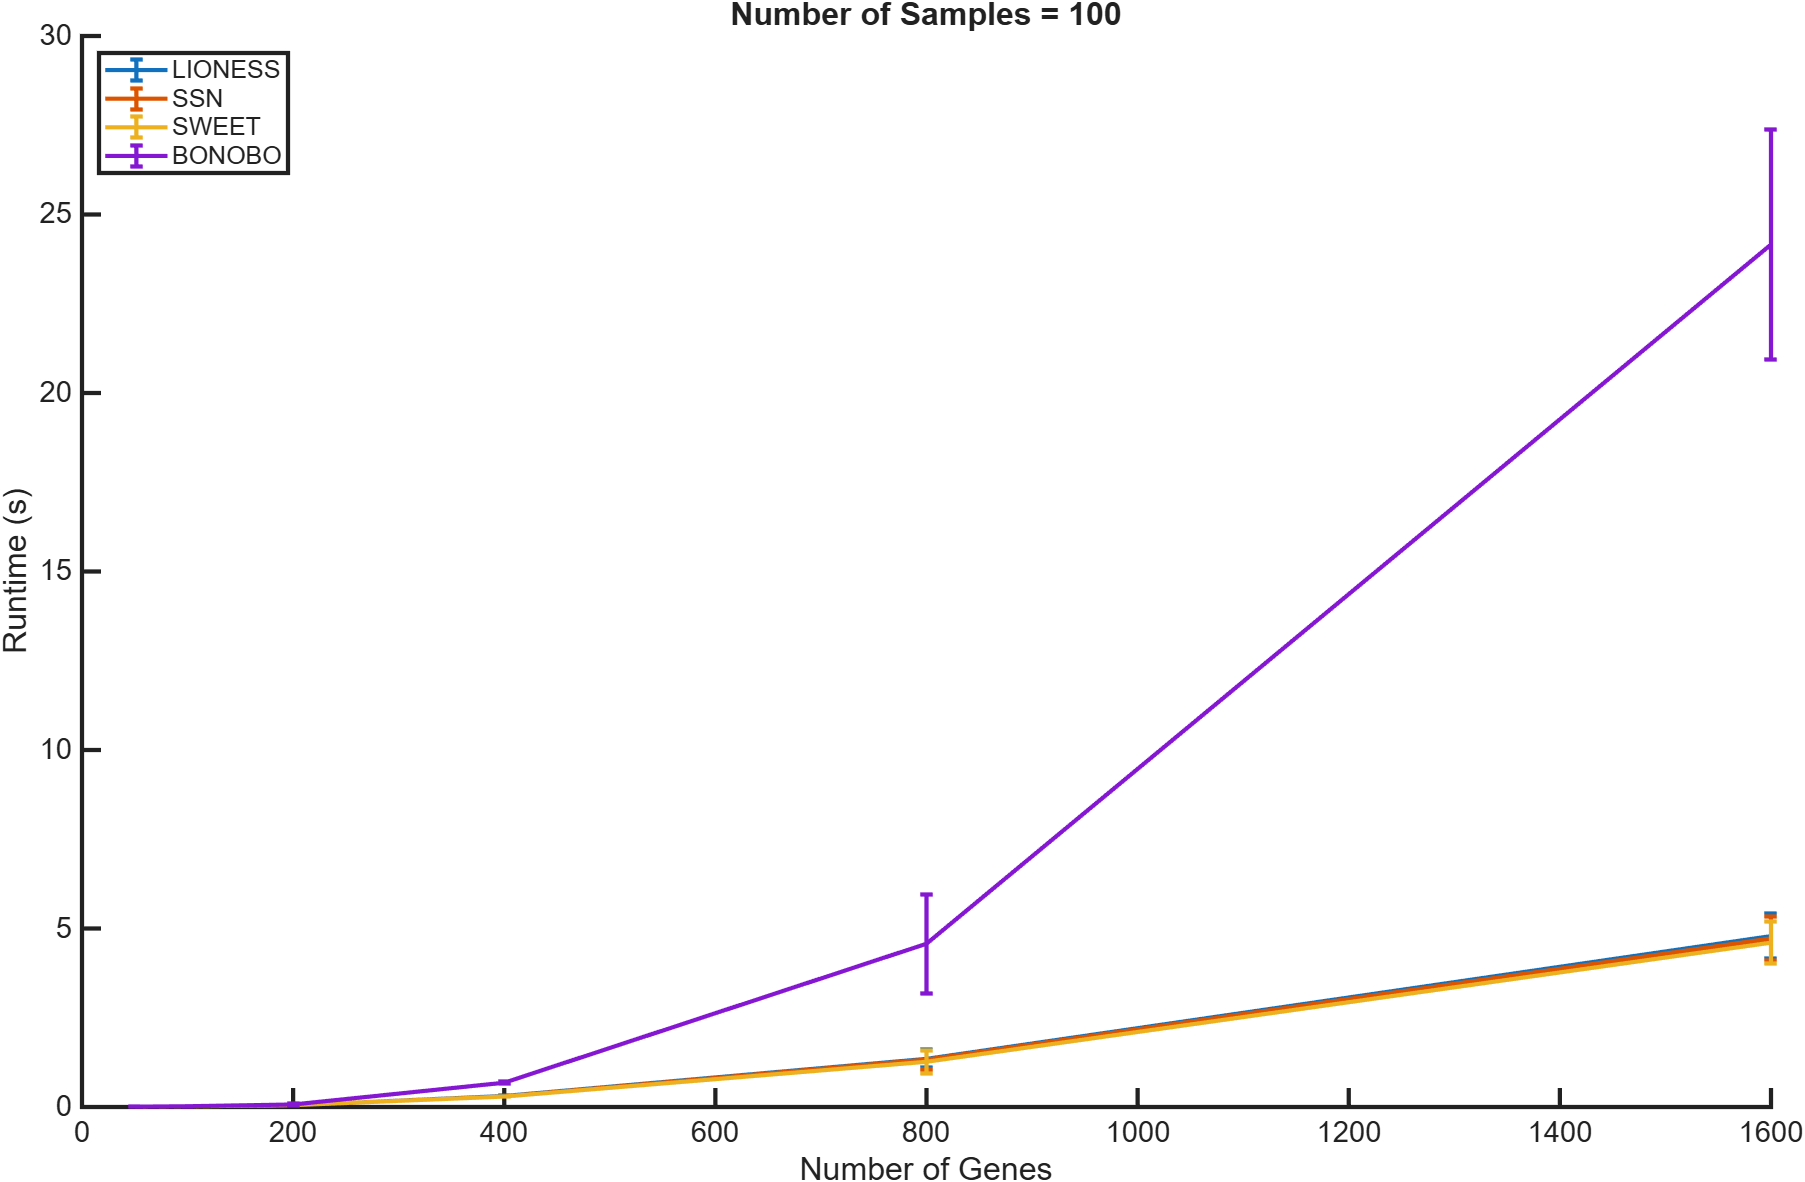 Number of Samples = 100
30
25
20
15
10
5
0
LIONESS
SSN
SWEET
BONOBO
Runtime (s)
0 200 400 600 800 1000 1200 1400 1600
Number of Genes